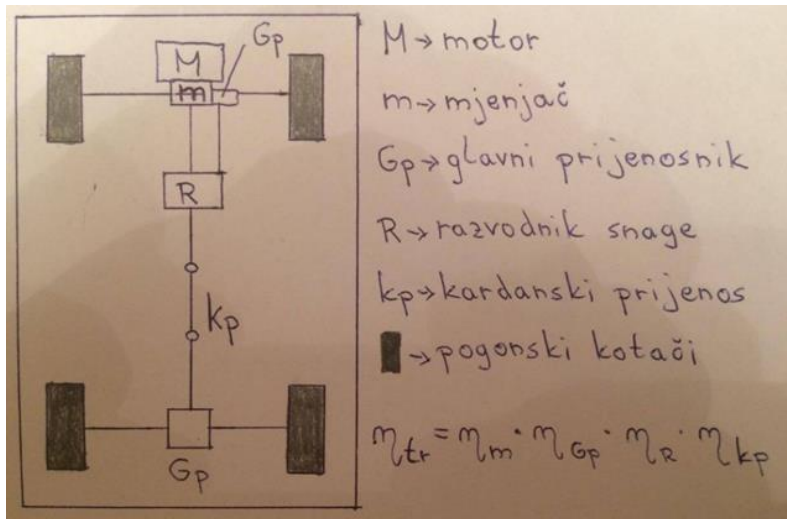 M
Gp
m
R
kp
Gp
M→motor
m→mjenjač
Gp→glavni prijenosnik
R→razvodnik snage
kp→kardanski prijenos
→pogonski kotači
ηtr=ηm·ηGp·ηR·ηkp